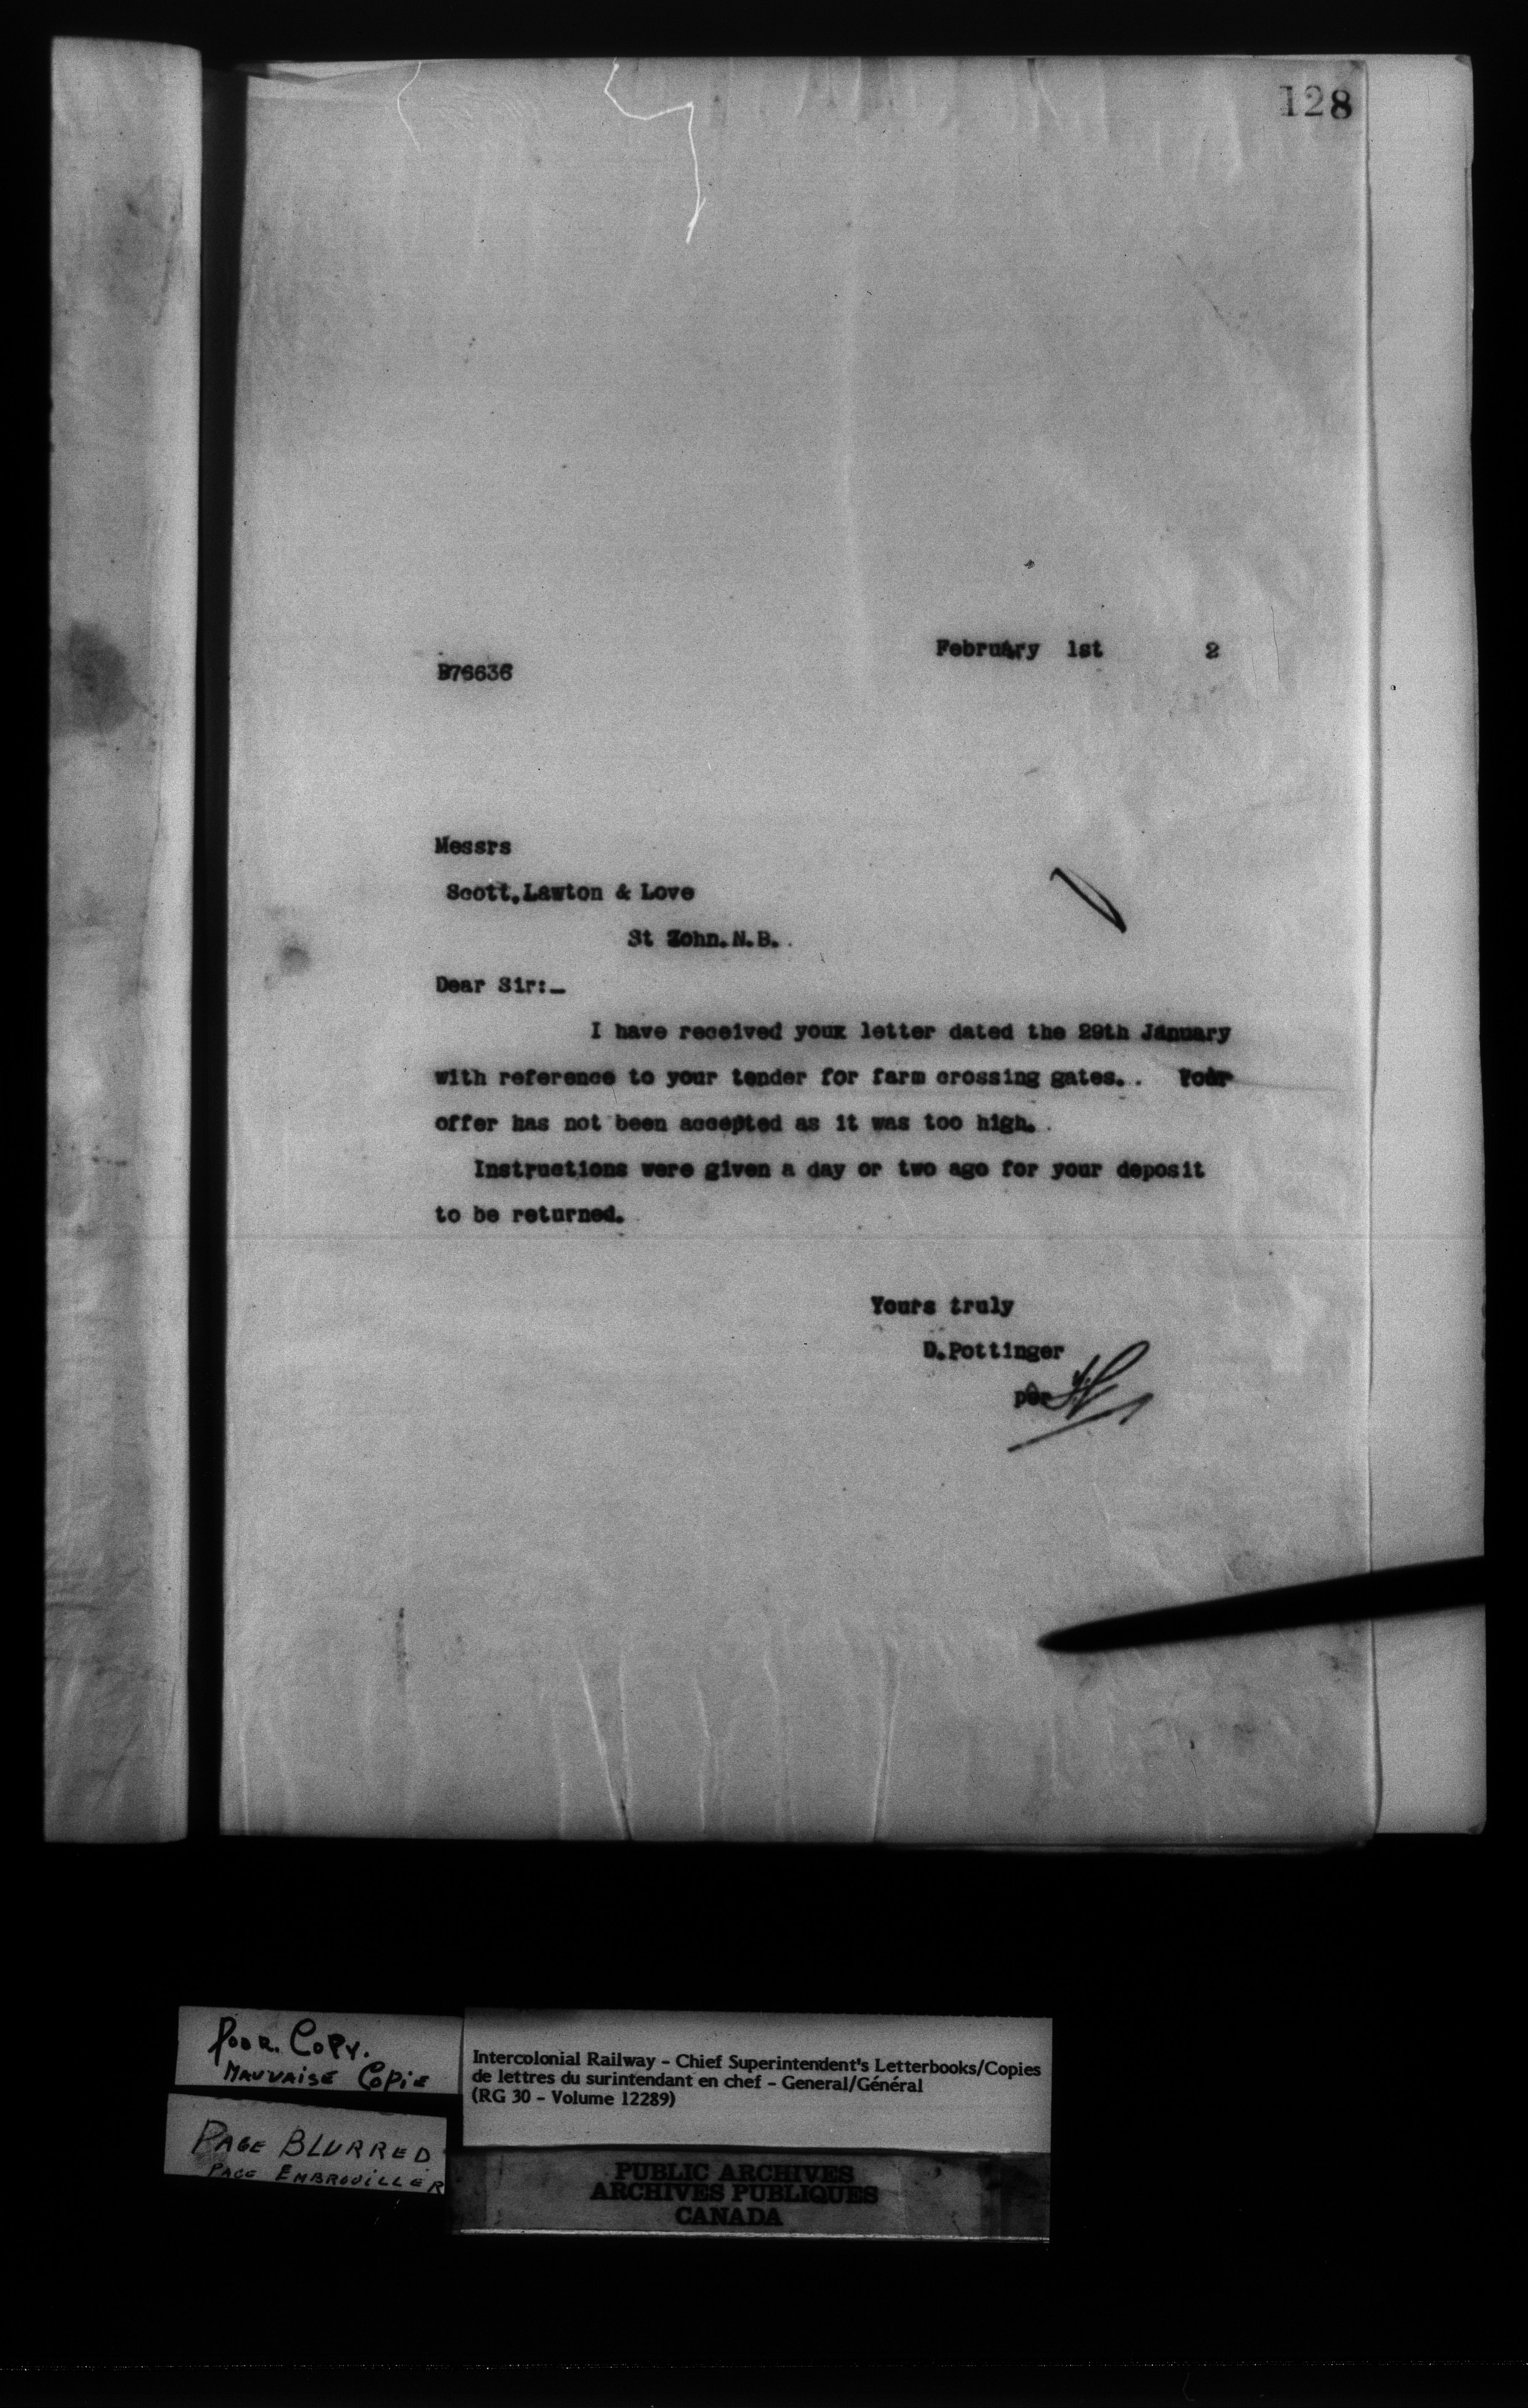 128
February 1st 2
B76636
Messrs
Scott,Lawton & Love
St John.N.B.
Dear Sir:-
I have received your letter dated the 29th January
with reference to your tender for farm crossing gates.. Your
offer has not been accepted as it was too high.
Instructions were given a day or two ago for your deposit
to be returned.
Yours truly
D.Pottinger
per
Poor. Copy.
Mauvaise Copie
Intercolonial Railway - Chief Superintendent's Letterbooks/Copies
de lettres du surintendant en chef - General/Général
(RG 30 - Volume 12289)
Page Blurred
Page Embrouiller
PUBLIC ARCHIVES
ARCHIVES PUBLIQUES
CANADA